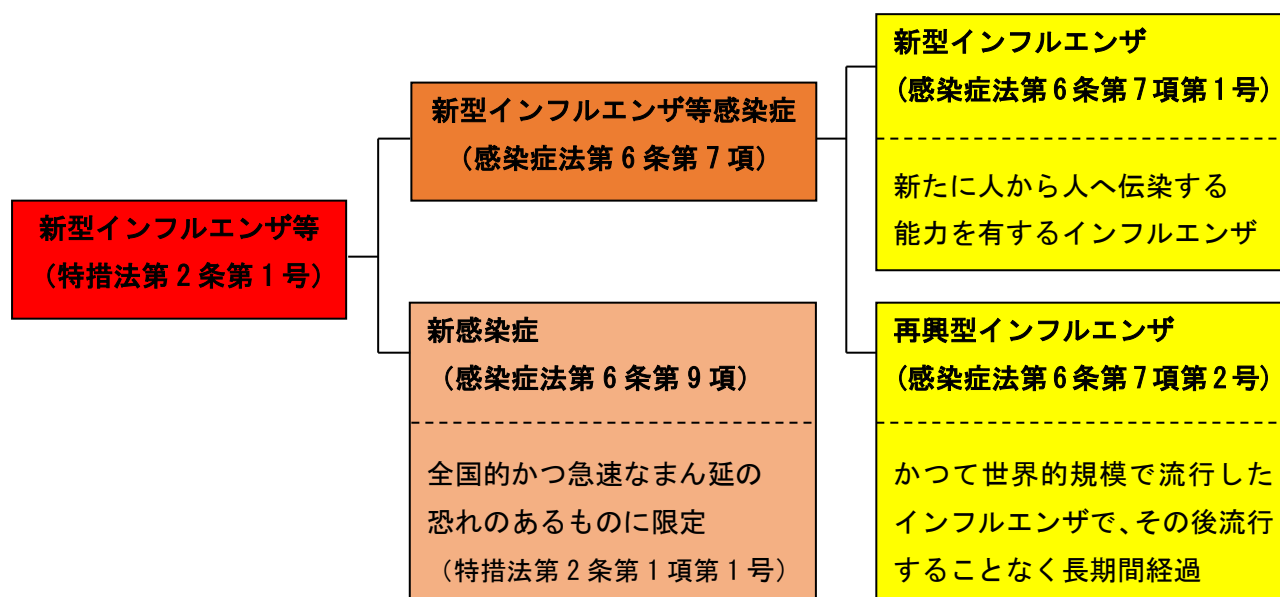 新型インフルエンザ等
（特措法第２条第１号）
新型インフルエンザ等感染症
（感染症法第６条第７項）
新感染症
（感染症法第６条第９項）
全国的かつ急速なまん延の
恐れのあるものに限定
（特措法第２条第１項第１号）
新型インフルエンザ
（感染症法第６条第７項第１号）
新たに人から人へ伝染する
能力を有するインフルエンザ
再興型インフルエンザ
（感染症法第６条第７項第２号）
かつて世界的規模で流行した
インフルエンザで、その後流行
することなく長期間経過